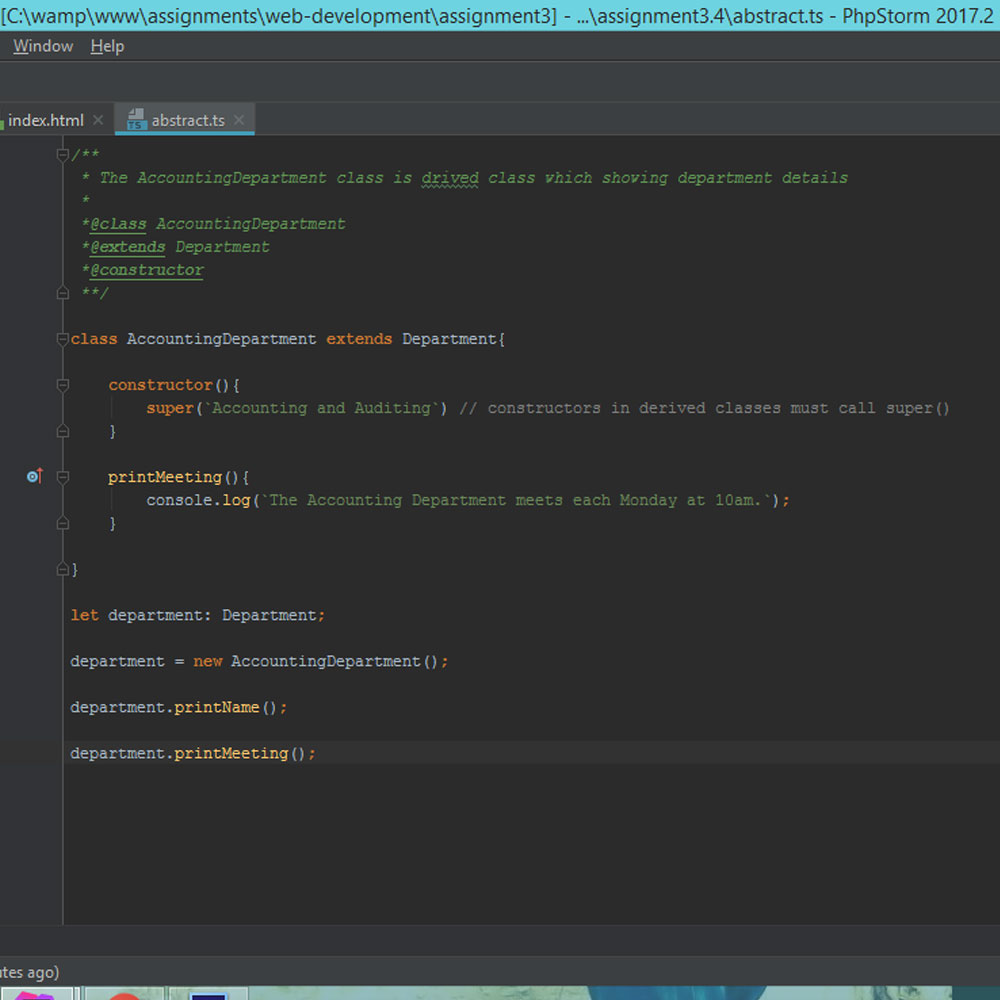 [C:\wamp\www\assignments\web-development\assignment3] - ...\assignment3.4\abstract.ts - PhpStorm 2017.2
Window Help
index.html abstract.ts
/**
* The AccountingDepartment class is drived class which showing department details
*
*@class AccountingDepartment
*@extends Department
*@constructor
**/
class AccountingDepartment extends Department{
constructor(){
super(`Accounting and Auditing`) // constructors in derived classes must call super()
}
printMeeting(){
console.log(`The Accounting Department meets each Monday at 10am.`);
}
}
let department: Department;
department = new AccountingDepartment();
department.printName();
department.printMeeting();
ago)